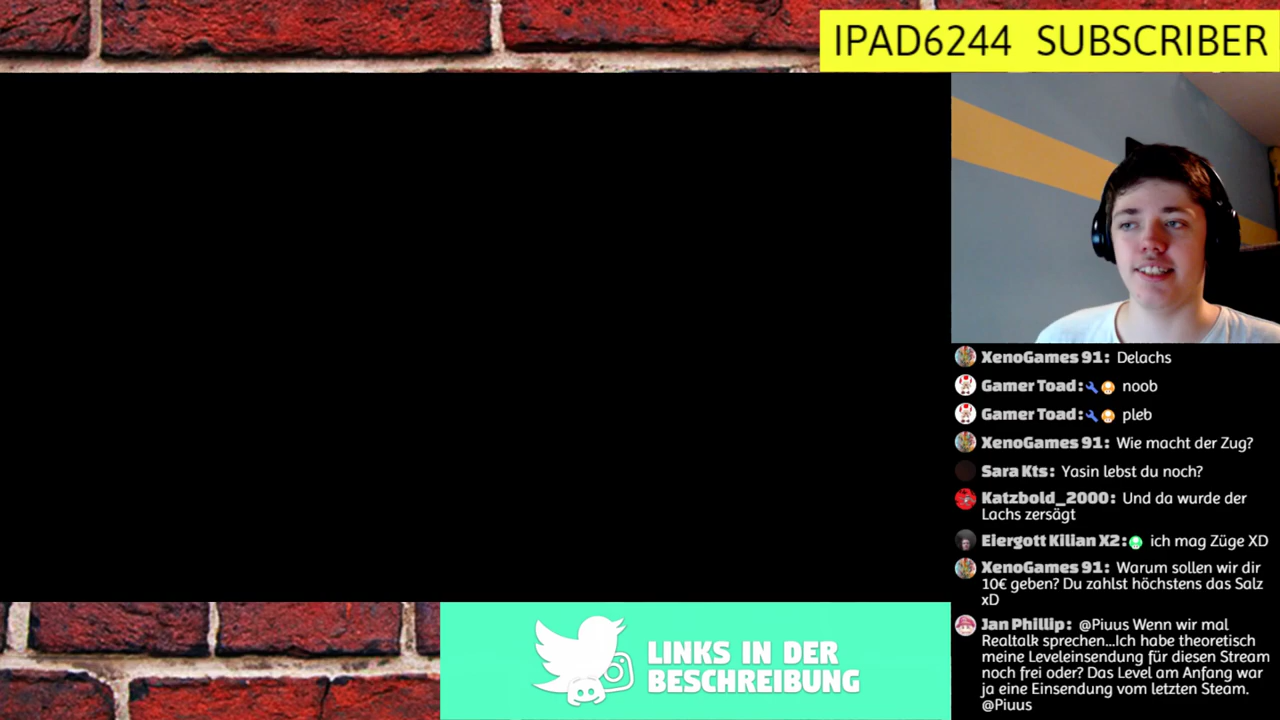 IPAD6244 SUBSCRIBER
XenoGames 91: Delachs
Gamer Toad: noob
Gamer Toad: pleb
XenoGames 91: Wie macht der Zug?
Sara Kts: Yasin lebst du noch?
Katzbold_2000: Und da wurde der
Lachs zersägt
Eiergott Kilian X2: ich mag Züge XD
XenoGames 91: Warum sollen wir dir
10€ geben? Du zahlst höchstens das Salz
xD
Jan Phillip: @Piuus Wenn wir mal
Realtalk sprechen...Ich habe theoretisch
meine Leveleinsendung für diesen Stream
noch frei oder? Das Level am Anfang war
ja eine Einsendung vom letzten Steam.
@Piuus
LINKS IN DER
BESCHREIBUNG